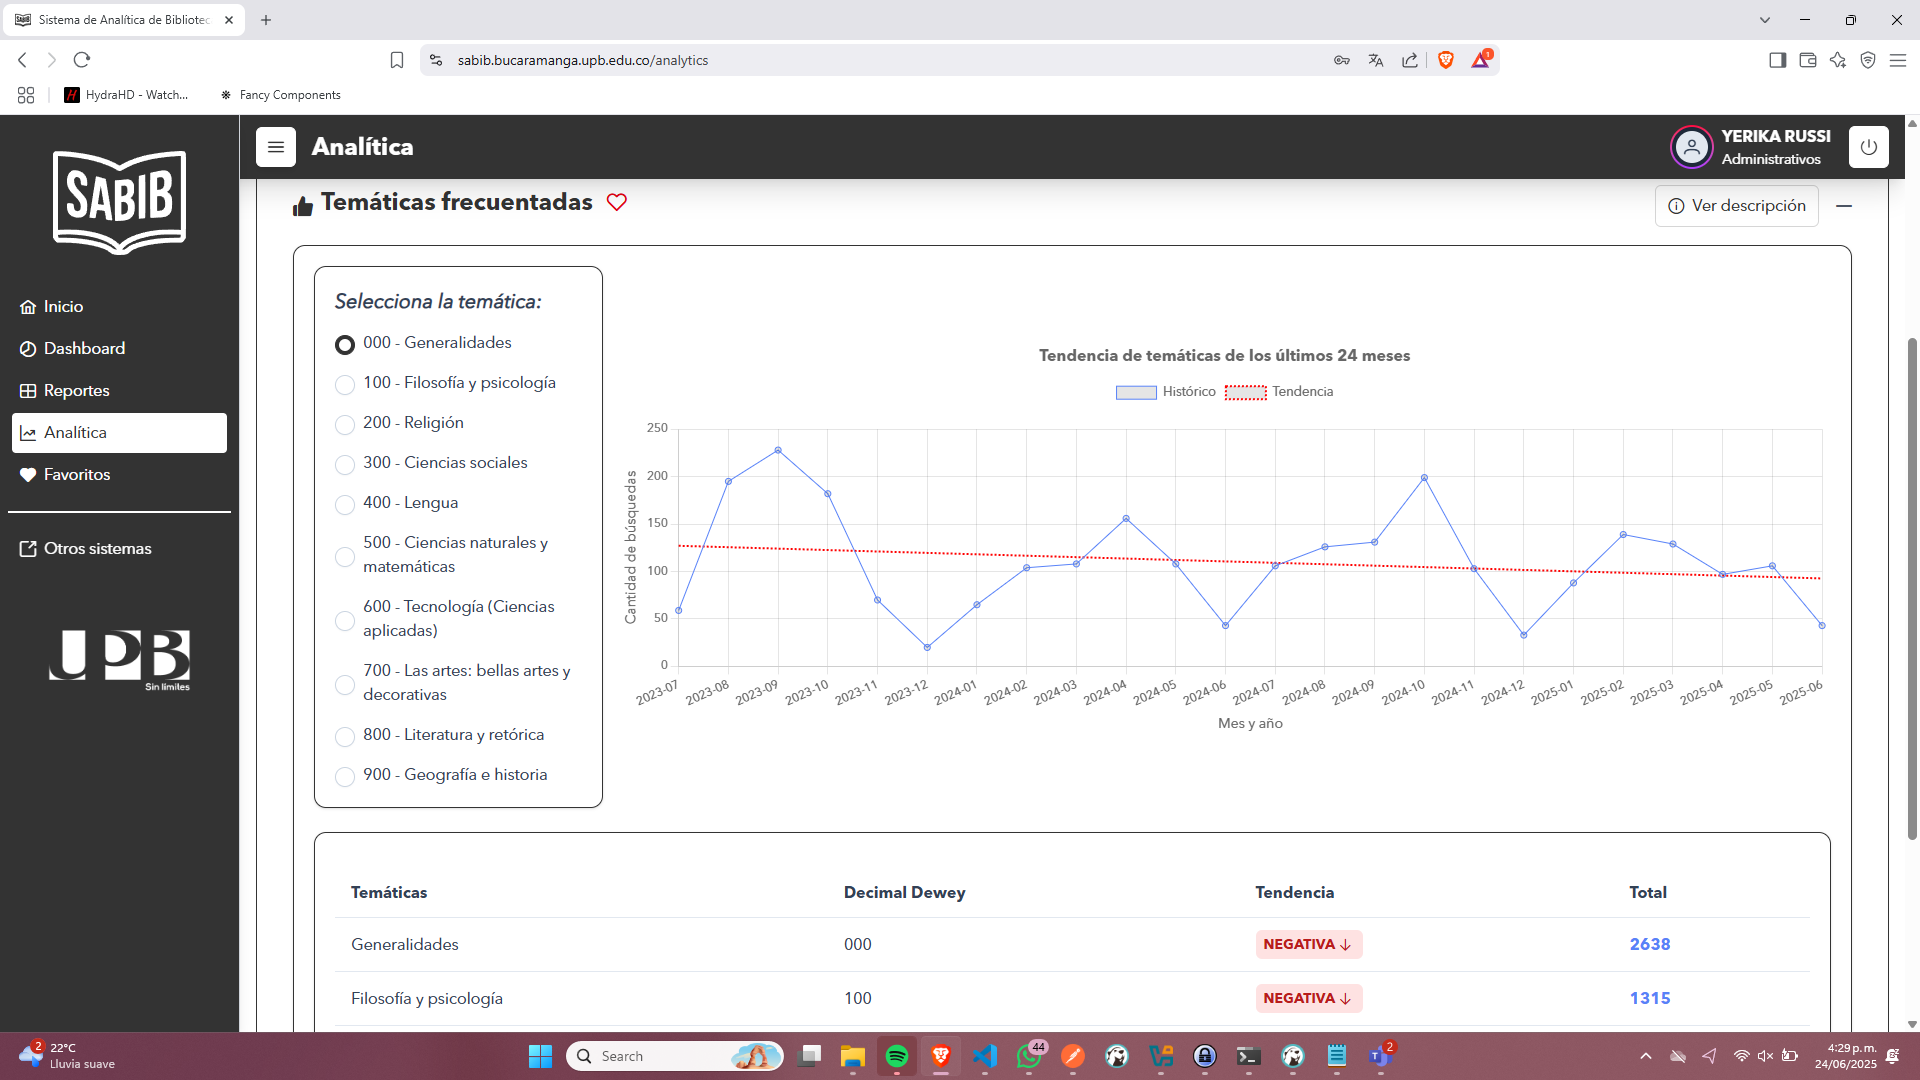 Sistema de Analítica de Bibliotec
sabib.bucaramanga.upb.edu.co/analytics
1
HydraHD - Watch...
Fancy Components
SABIB
Analítica
YERIKA RUSSI
Administrativos
Inicio
Dashboard
Reportes
Analítica
Favoritos
Otros sistemas
UPB
Sin límites
Temáticas frecuentadas
Ver descripción
Selecciona la temática:
000 - Generalidades
100 - Filosofía y psicología
200 - Religión
300 - Ciencias sociales
400 - Lengua
500 - Ciencias naturales y
matemáticas
600 - Tecnología (Ciencias
aplicadas)
700 - Las artes: bellas artes y
decorativas
800 - Literatura y retórica
900 - Geografía e historia
Tendencia de temáticas de los últimos 24 meses
Histórico Tendencia
Cantidad de búsquedas
250
200
150
100
50
0
2023-07 2023-08 2023-09 2023-10 2023-11 2023-12 2024-01 2024-02 2024-03 2024-04 2024-05 2024-06 2024-07 2024-08 2024-09 2024-10 2024-11 2024-12 2025-01 2025-02 2025-03 2025-04 2025-05 2025-06
Mes y año
Temáticas Decimal Dewey Tendencia Total
Generalidades 000 NEGATIVA 2638
Filosofía y psicología 100 NEGATIVA 1315
2
22°C
Lluvia suave
Search
44
2
4:29 p. m.
24/06/2025